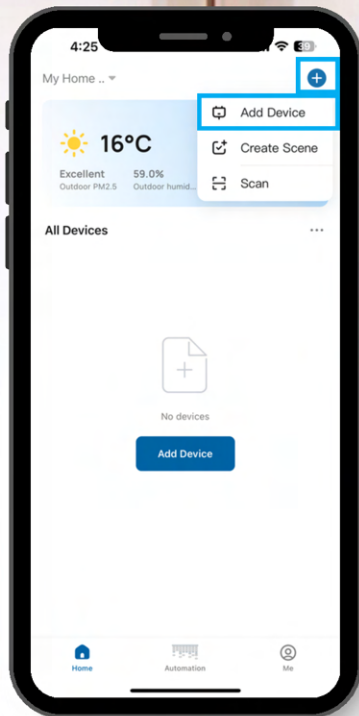 4:25
39
My Home ..
Add Device
16°C
Create Scene
Excellent
59.0%
Outdoor PM2.5
Outdoor humid...
Scan
All Devices
...
No devices
Add Device
Home
Automation
Me